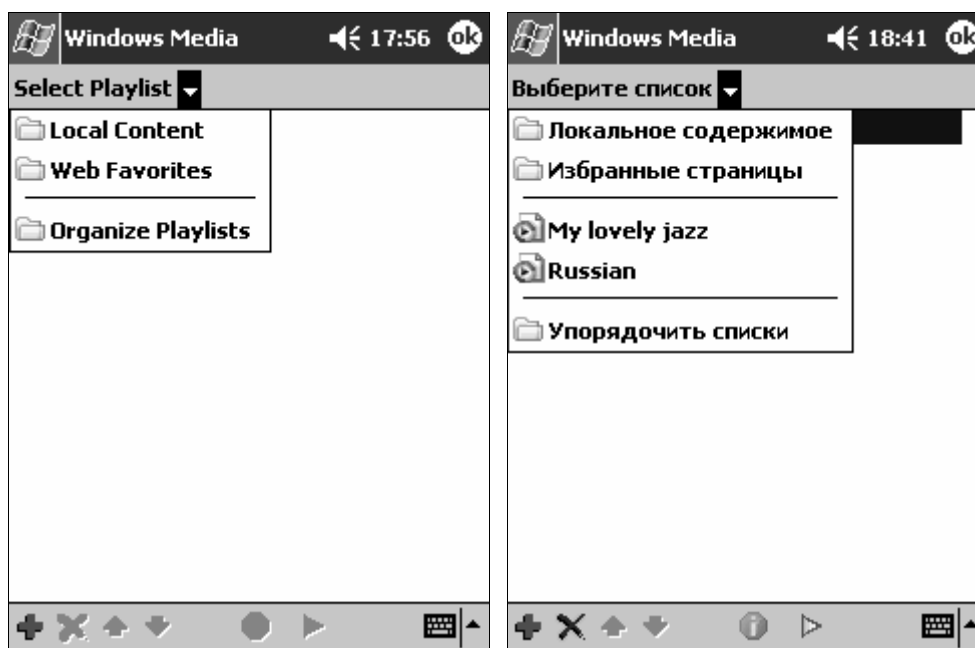 Windows Media 17:56 ok
Select Playlist
Local Content
Web Favorites
Organize Playlists
Windows Media 18:41 ok
Выберите список
Локальное содержимое
Избранные страницы
My lovely jazz
Russian
Упорядочить списки